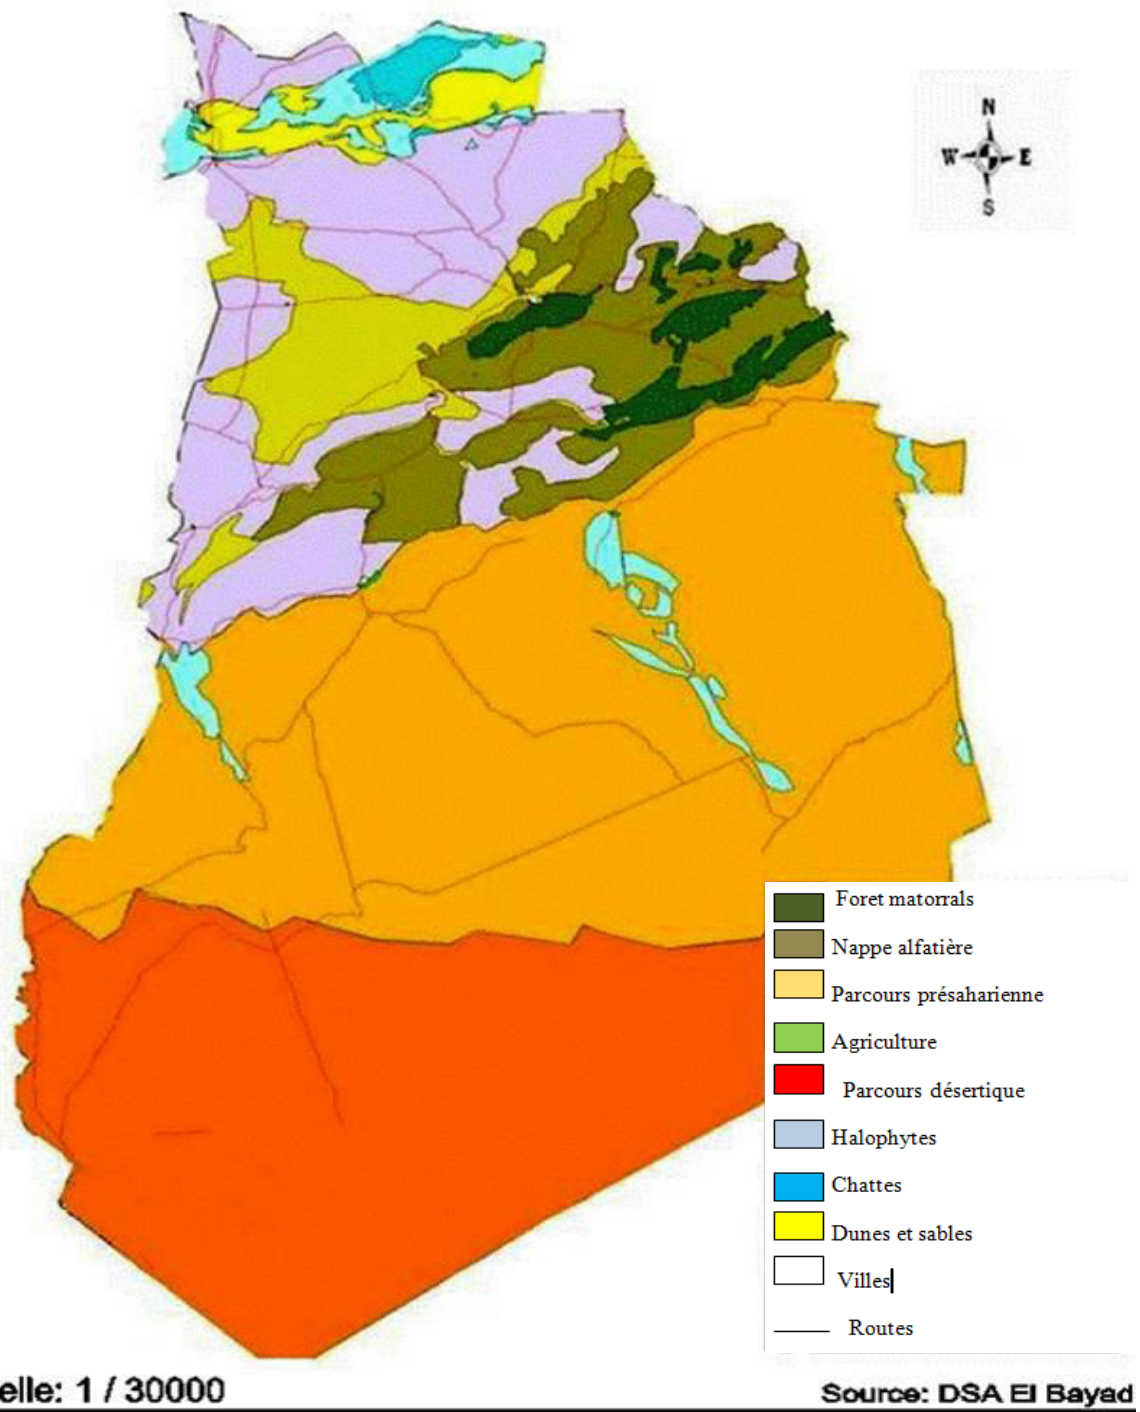 N
W E
S
Foret matorrals
Nappe alfatière
Parcours présaharienne
Agriculture
Parcours désertique
Halophytes
Chattes
Dunes et sables
Villes
Routes
elle: 1 / 30000
Source: DSA El Bayad